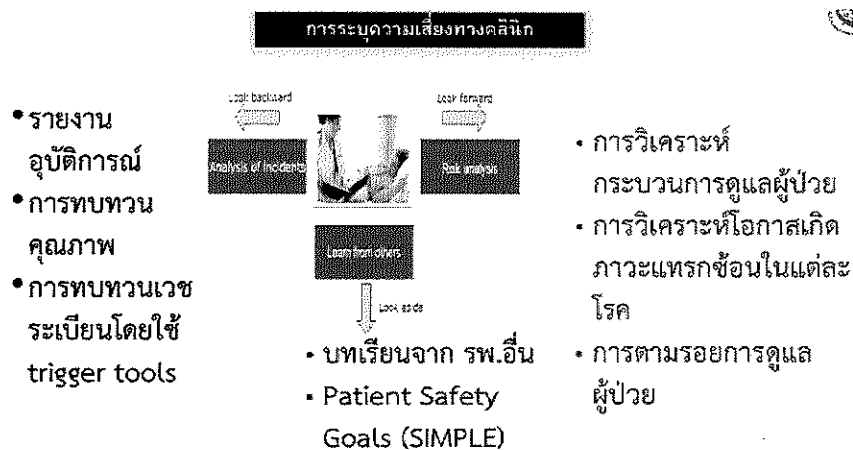 การระบุความเสี่ยงทางคลินิก
Look backward
Look forward
Analysis of Incidents
Risk analysis
Learn from others
Look aside
• รายงาน
อุบัติการณ์
• การทบทวน
คุณภาพ
• การทบทวนเวช
ระเบียนโดยใช้
trigger tools
• บทเรียนจาก รพ.อื่น
• Patient Safety
Goals (SIMPLE)
• การวิเคราะห์
กระบวนการดูแลผู้ป่วย
• การวิเคราะห์โอกาสเกิด
ภาวะแทรกซ้อนในแต่ละ
โรค
• การตามรอยการดูแล
ผู้ป่วย